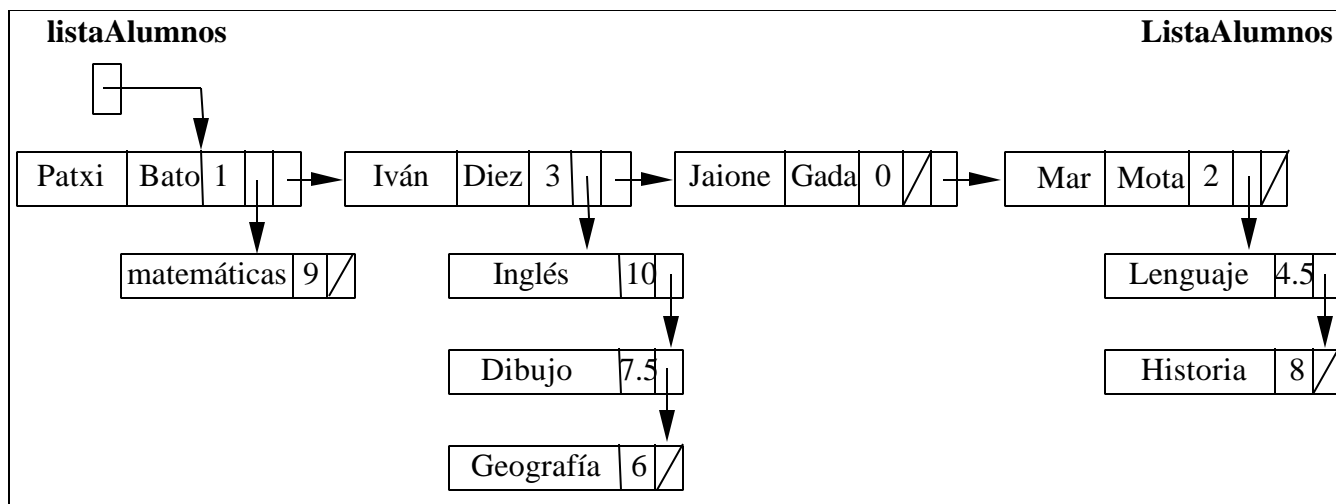 listaAlumnos ListaAlumnos
Patxi Bato 1 Iván Diez 3 Jaione Gada 0 Mar Mota 2
matemáticas 9 Inglés 10 Lenguaje 4.5
Dibujo 7.5 Historia 8
Geografía 6